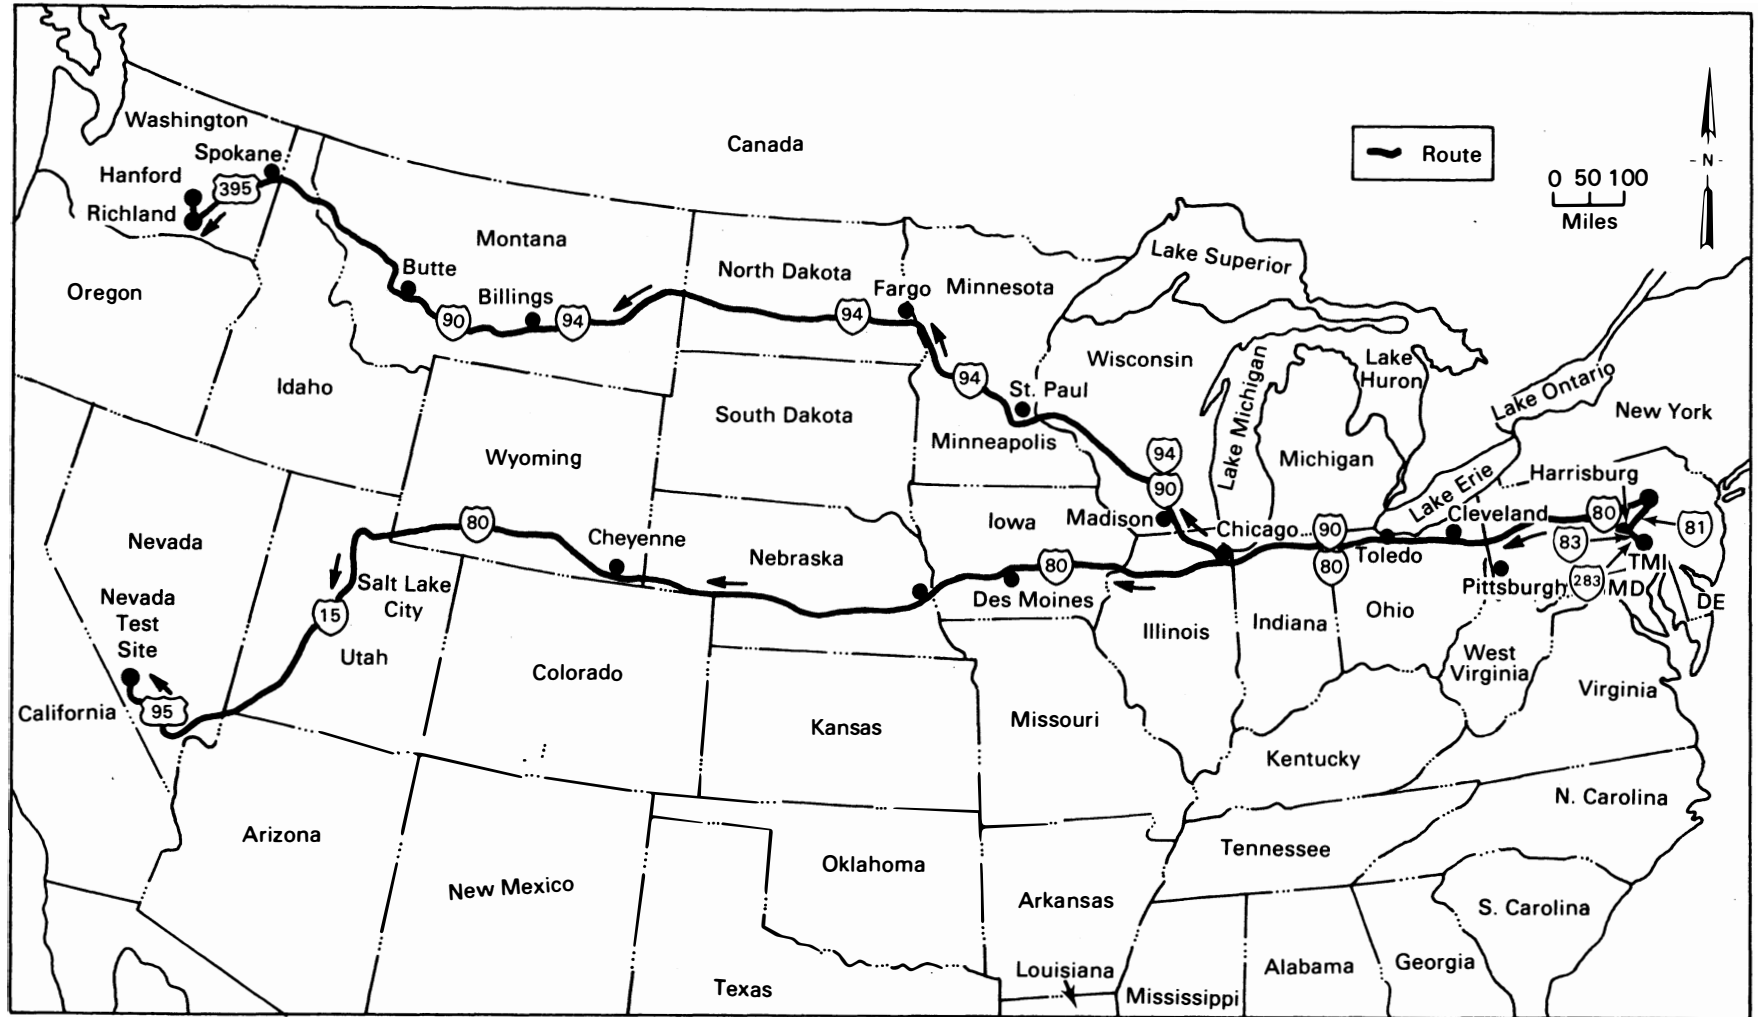 Washington
Canada
Spokane
Hanford
395
Richland
Route
N
0 50 100
Miles
Montana
Lake Superior
Oregon
Butte
North Dakota
Fargo
Minnesota
Billings
90
94
94
94
Idaho
South Dakota
St. Paul
Minneapolis
Wisconsin
Lake Michigan
Lake
Huron
Lake Ontario
New York
Wyoming
94
90
Michigan
Lake Erie
Harrisburg
Nevada
80
Cheyenne
Nebraska
Iowa
Madison
Chicago
90
80
Toledo
Cleveland
80
81
83
TMI
Pittsburgh
283
MD
DE
Nevada
Test
Site
Salt Lake
City
15
Utah
80
Des Moines
Illinois
Indiana
Ohio
West
Virginia
Virginia
California
95
Colorado
Kansas
Missouri
Kentucky
Arizona
New Mexico
Oklahoma
Arkansas
Tennessee
N. Carolina
S. Carolina
Texas
Louisiana
Mississippi
Alabama
Georgia